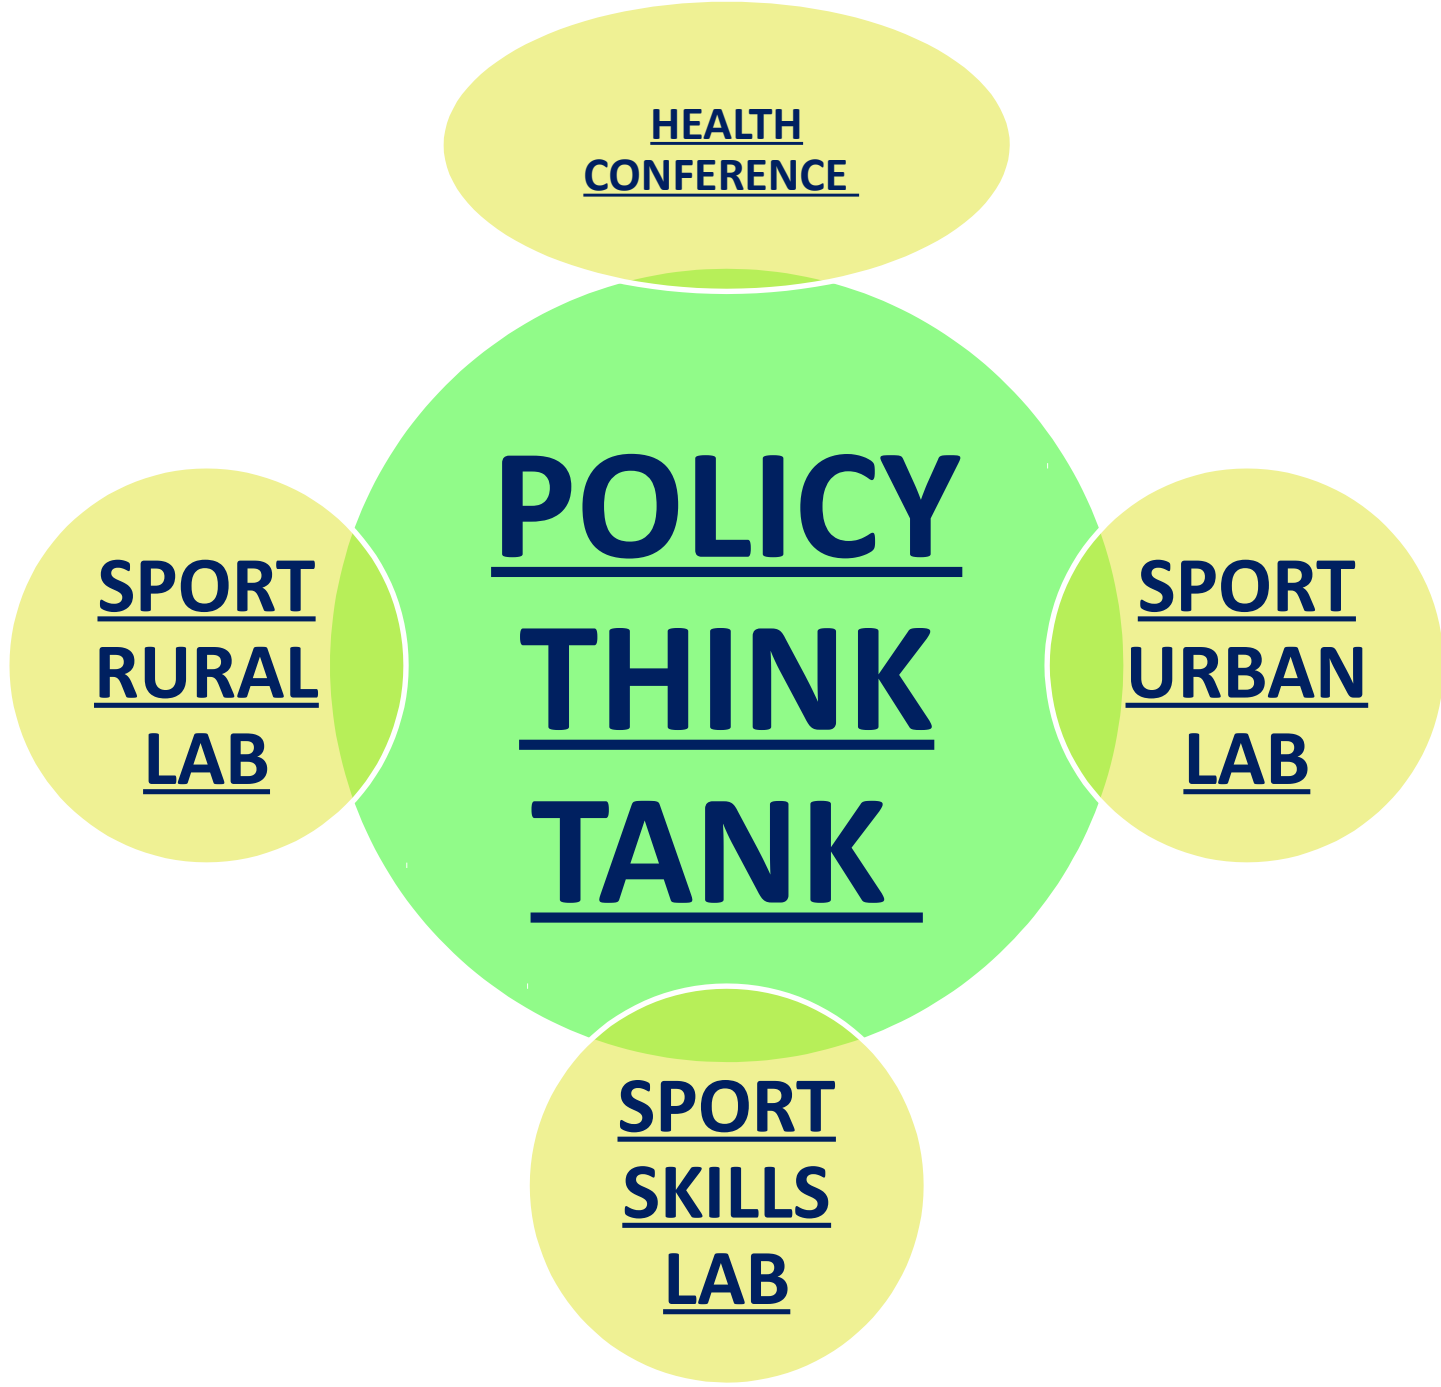 HEALTH
CONFERENCE
POLICY
THINK
TANK
SPORT
RURAL
LAB
SPORT
URBAN
LAB
SPORT
SKILLS
LAB